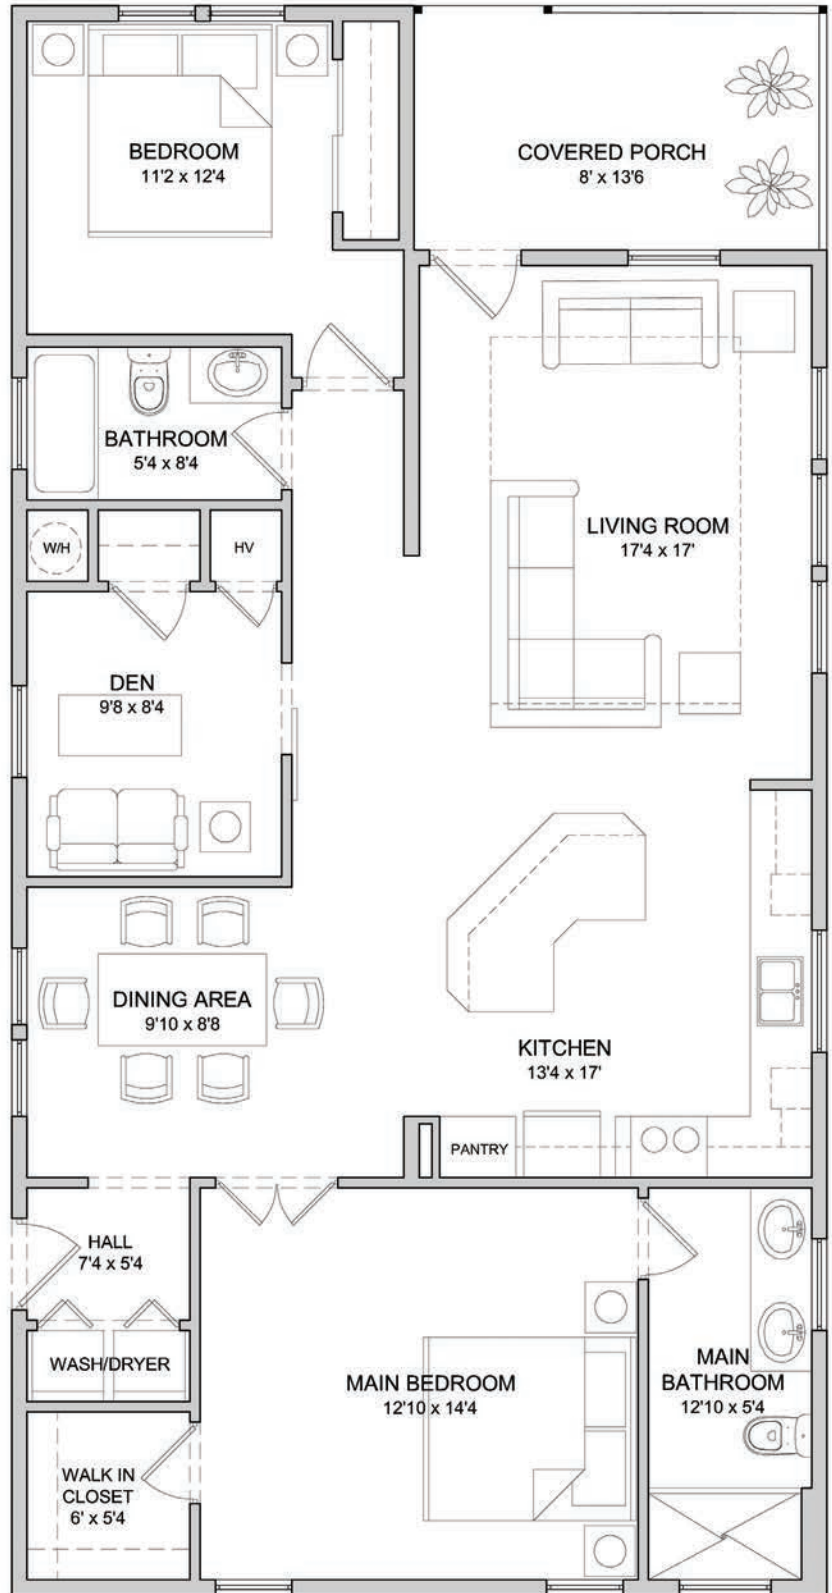 BEDROOM
11'2 x 12'4
COVERED PORCH
8' x 13'6
BATHROOM
5'4 x 8'4
LIVING ROOM
17'4 x 17'
W/H
HV
DEN
9'8 x 8'4
DINING AREA
9'10 x 8'8
KITCHEN
13'4 x 17'
PANTRY
HALL
7'4 x 5'4
WASH/DRYER
MAIN BEDROOM
12'10 x 14'4
MAIN
BATHROOM
12'10 x 5'4
WALK IN
CLOSET
6' x 5'4